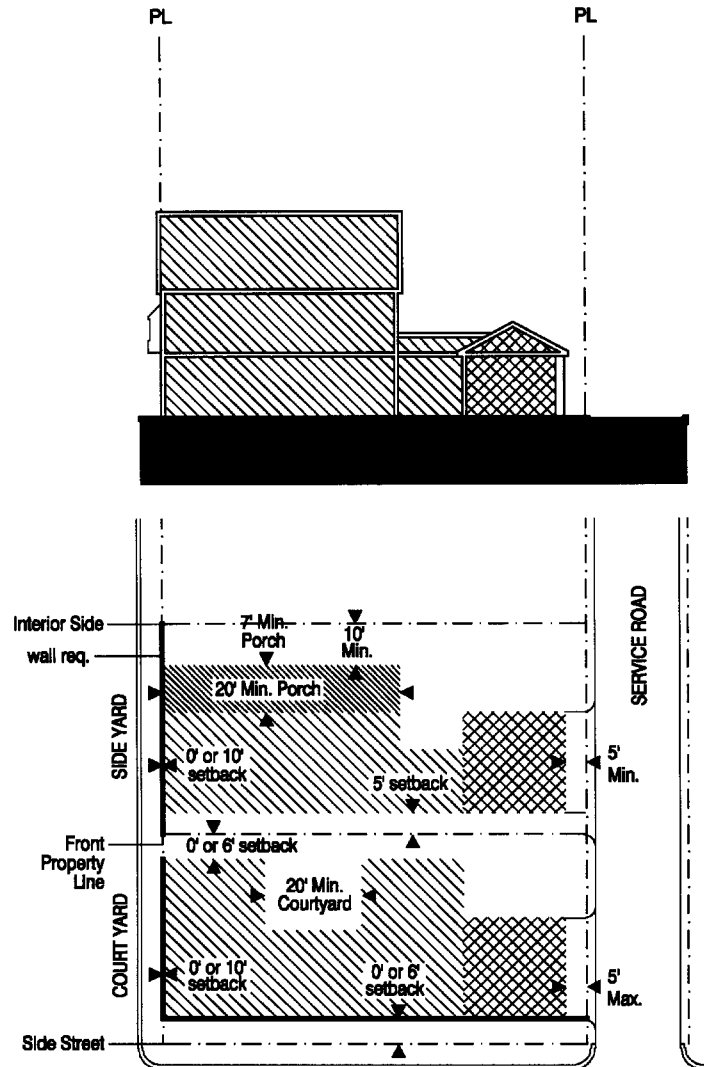 PL
PL
Interior Side
7' Min.
Porch
10'
Min.
wall req.
20' Min. Porch
SERVICE ROAD
SIDE YARD
0' or 10'
setback
5' setback
5'
Min.
Front
Property
Line
0' or 6' setback
20' Min.
Courtyard
COURT YARD
0' or 10'
setback
0' or 6'
setback
5'
Max.
Side Street